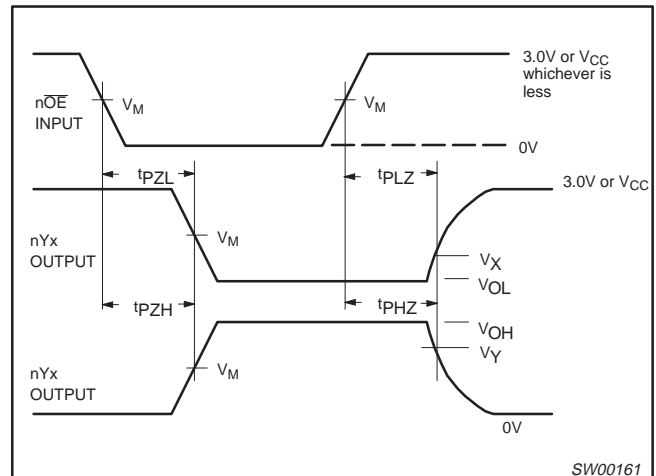 3.0V or VCC
whichever is
less
nOE
INPUT
VM
VM
0V
tPZL
tPLZ
3.0V or VCC
nYx
OUTPUT
VM
VX
VOL
tPZH
tPHZ
VOH
VY
nYx
OUTPUT
VM
0V
SW00161